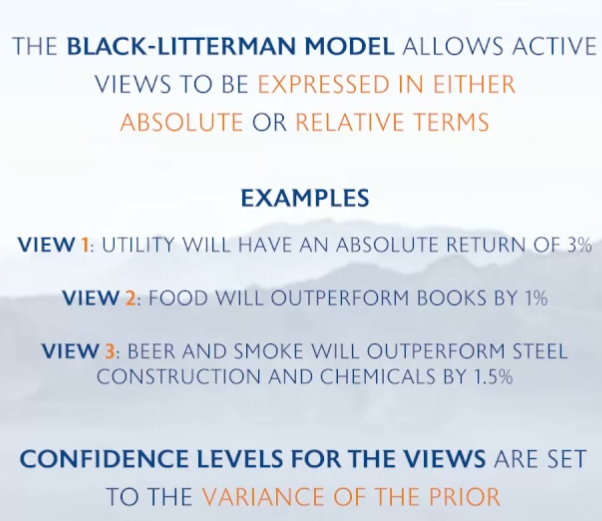 THE BLACK-LITTERMAN MODEL ALLOWS ACTIVE
VIEWS TO BE EXPRESSED IN EITHER
ABSOLUTE OR RELATIVE TERMS
EXAMPLES
VIEW 1: UTILITY WILL HAVE AN ABSOLUTE RETURN OF 3%
VIEW 2: FOOD WILL OUTPERFORM BOOKS BY 1%
VIEW 3: BEER AND SMOKE WILL OUTPERFORM STEEL
CONSTRUCTION AND CHEMICALS BY 1.5%
CONFIDENCE LEVELS FOR THE VIEWS ARE SET
TO THE VARIANCE OF THE PRIOR